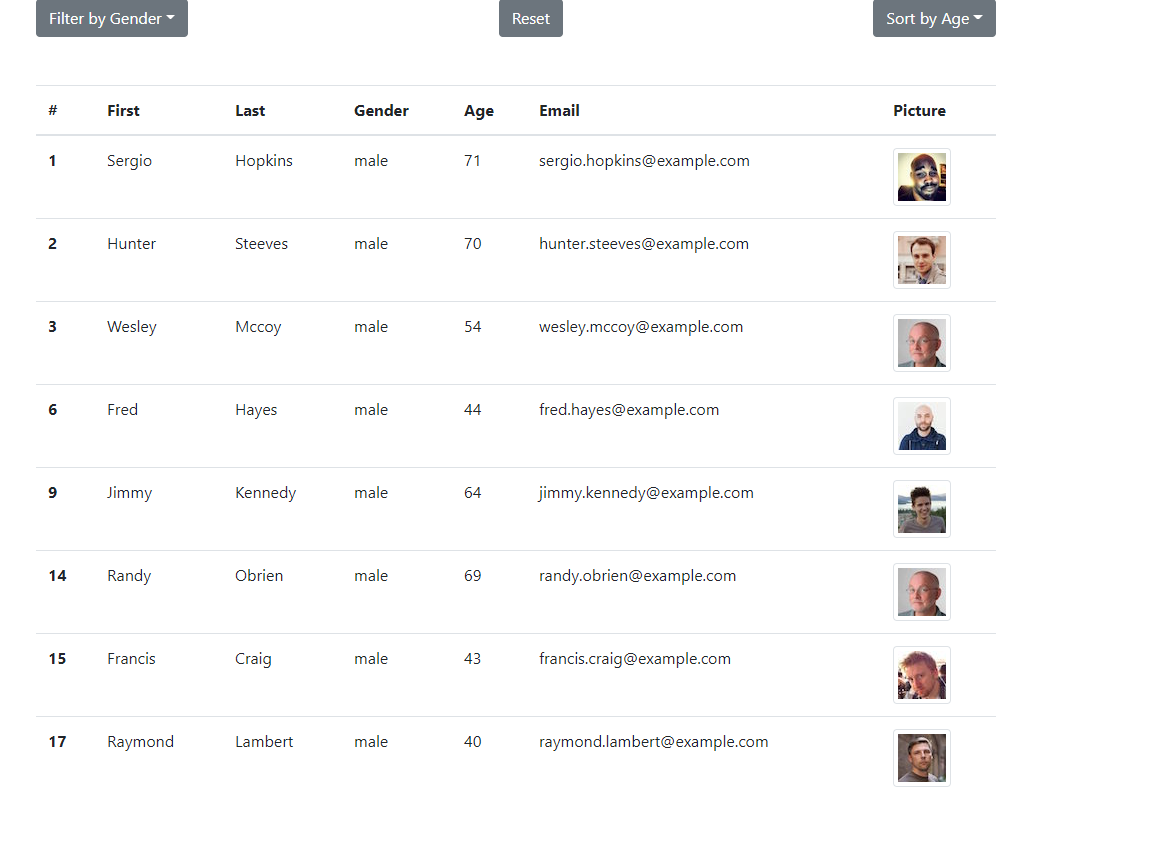 Filter by Gender Reset Sort by Age
# First Last Gender Age Email Picture
1 Sergio Hopkins male 71 sergio.hopkins@example.com
2 Hunter Steeves male 70 hunter.steeves@example.com
3 Wesley Mccoy male 54 wesley.mccoy@example.com
6 Fred Hayes male 44 fred.hayes@example.com
9 Jimmy Kennedy male 64 jimmy.kennedy@example.com
14 Randy Obrien male 69 randy.obrien@example.com
15 Francis Craig male 43 francis.craig@example.com
17 Raymond Lambert male 40 raymond.lambert@example.com